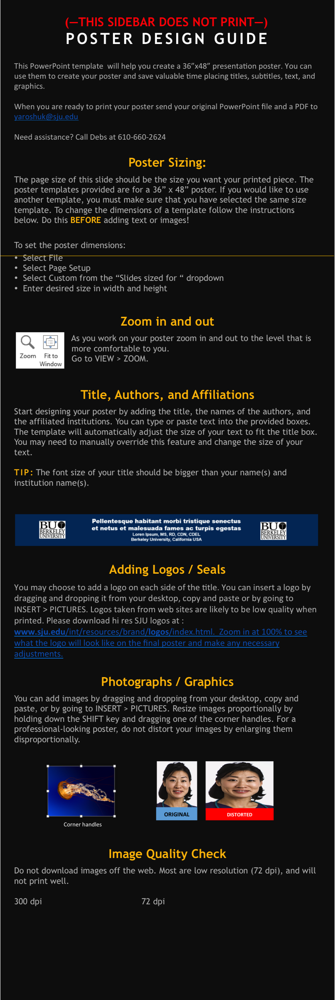 (—THIS SIDEBAR DOES NOT PRINT—)
POSTER DESIGN GUIDE
This PowerPoint template  will help you create a 36”x48” presentation poster. You can
use them to create your poster and save valuable time placing titles, subtitles, text, and
graphics.
When you are ready to print your poster send your original PowerPoint file and a PDF to
yaroshuk@sju.edu
Need assistance? Call Debs at 610-660-2624
Poster Sizing:
The page size of this slide should be the size you want your printed piece. The
poster templates provided are for a 36” x 48” poster. If you would like to use
another template, you must make sure that you have selected the same size
template. To change the dimensions of a template follow the instructions
below. Do this BEFORE adding text or images!
To set the poster dimensions:
• Select File
• Select Page Setup
• Select Custom from the “Slides sized for “ dropdown
• Enter desired size in width and height
Zoom in and out
Zoom Fit to
Window
As you work on your poster zoom in and out to the level that is
more comfortable to you.
Go to VIEW > ZOOM.
Title, Authors, and Affiliations
Start designing your poster by adding the title, the names of the authors, and
the affiliated institutions. You can type or paste text into the provided boxes.
The template will automatically adjust the size of your text to fit the title box.
You may need to manually override this feature and change the size of your
text.
TIP: The font size of your title should be bigger than your name(s) and
institution name(s).
BU
BERKELEY
UNIVERSITY
Pellentesque habitant morbi tristique senectus
et netus et malesuada fames ac turpis egestas
Loren Ipsum, MS, RD, CDN, CDEL
Berkeley University, California USA
BU
BERKELEY
UNIVERSITY
Adding Logos / Seals
You may choose to add a logo on each side of the title. You can insert a logo by
dragging and dropping it from your desktop, copy and paste or by going to
INSERT > PICTURES. Logos taken from web sites are likely to be low quality when
printed. Please download hi res SJU logos at :
www.sju.edu/int/resources/brand/logos/index.html.  Zoom in at 100% to see
what the logo will look like on the final poster and make any necessary
adjustments.
Photographs / Graphics
You can add images by dragging and dropping from your desktop, copy and
paste, or by going to INSERT > PICTURES. Resize images proportionally by
holding down the SHIFT key and dragging one of the corner handles. For a
professional-looking poster, do not distort your images by enlarging them
disproportionally.
Corner handles
ORIGINAL
DISTORTED
Image Quality Check
Do not download images off the web. Most are low resolution (72 dpi), and will
not print well.
300 dpi 72 dpi